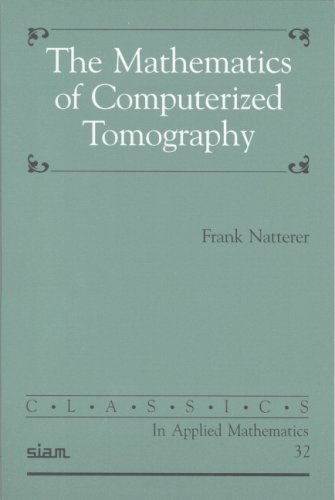 The Mathematics
of Computerized
Tomography
Frank Natterer
C • L • A • S • S • I • C • S
In Applied Mathematics
siam
32